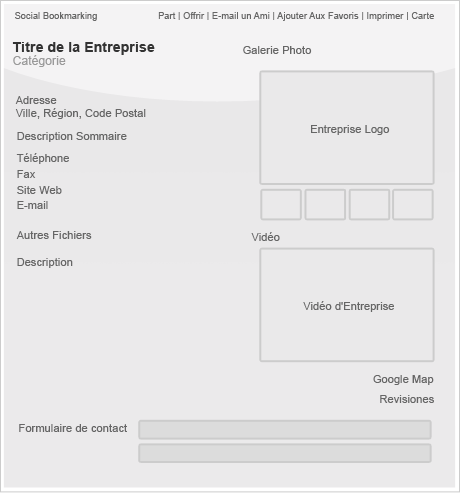 Social Bookmarking
Part | Offrir | E-mail un Ami | Ajouter Aux Favoris | Imprimer | Carte
Titre de la Entreprise
Catégorie
Galerie Photo
Adresse
Ville, Région, Code Postal
Description Sommaire
Téléphone
Fax
Site Web
E-mail
Autres Fichiers
Description
Entreprise Logo
Vidéo
Vidéo d'Entreprise
Google Map
Revisiones
Formulaire de contact